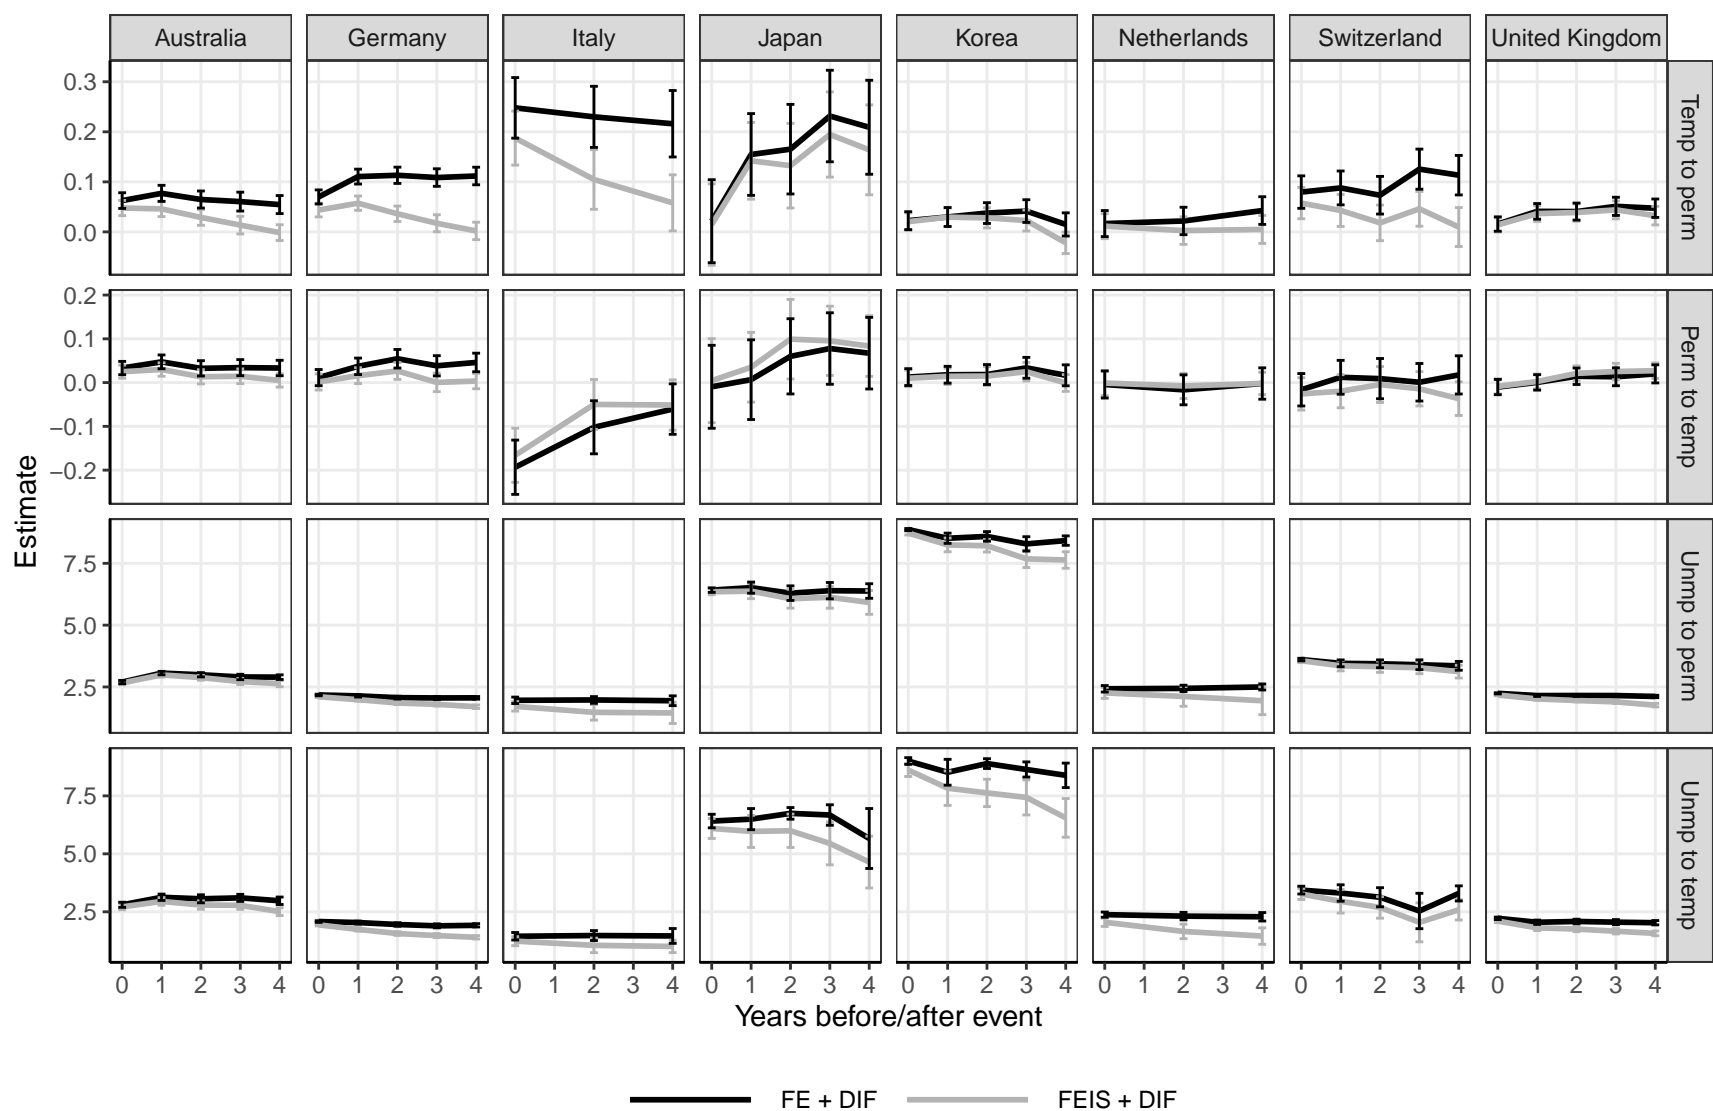 Australia Germany Italy Japan Korea Netherlands Switzerland United Kingdom
0.3
0.2
0.1
0.0
Temp to perm
0.2
0.1
0.0
−0.1
−0.2
Perm to temp
7.5
5.0
2.5
Unmp to perm
7.5
5.0
2.5
Unmp to temp
Estimate
0 1 2 3 4 0 1 2 3 4 0 1 2 3 4 0 1 2 3 4 0 1 2 3 4 0 1 2 3 4 0 1 2 3 4 0 1 2 3 4
Years before/after event
FE + DIF FEIS + DIF